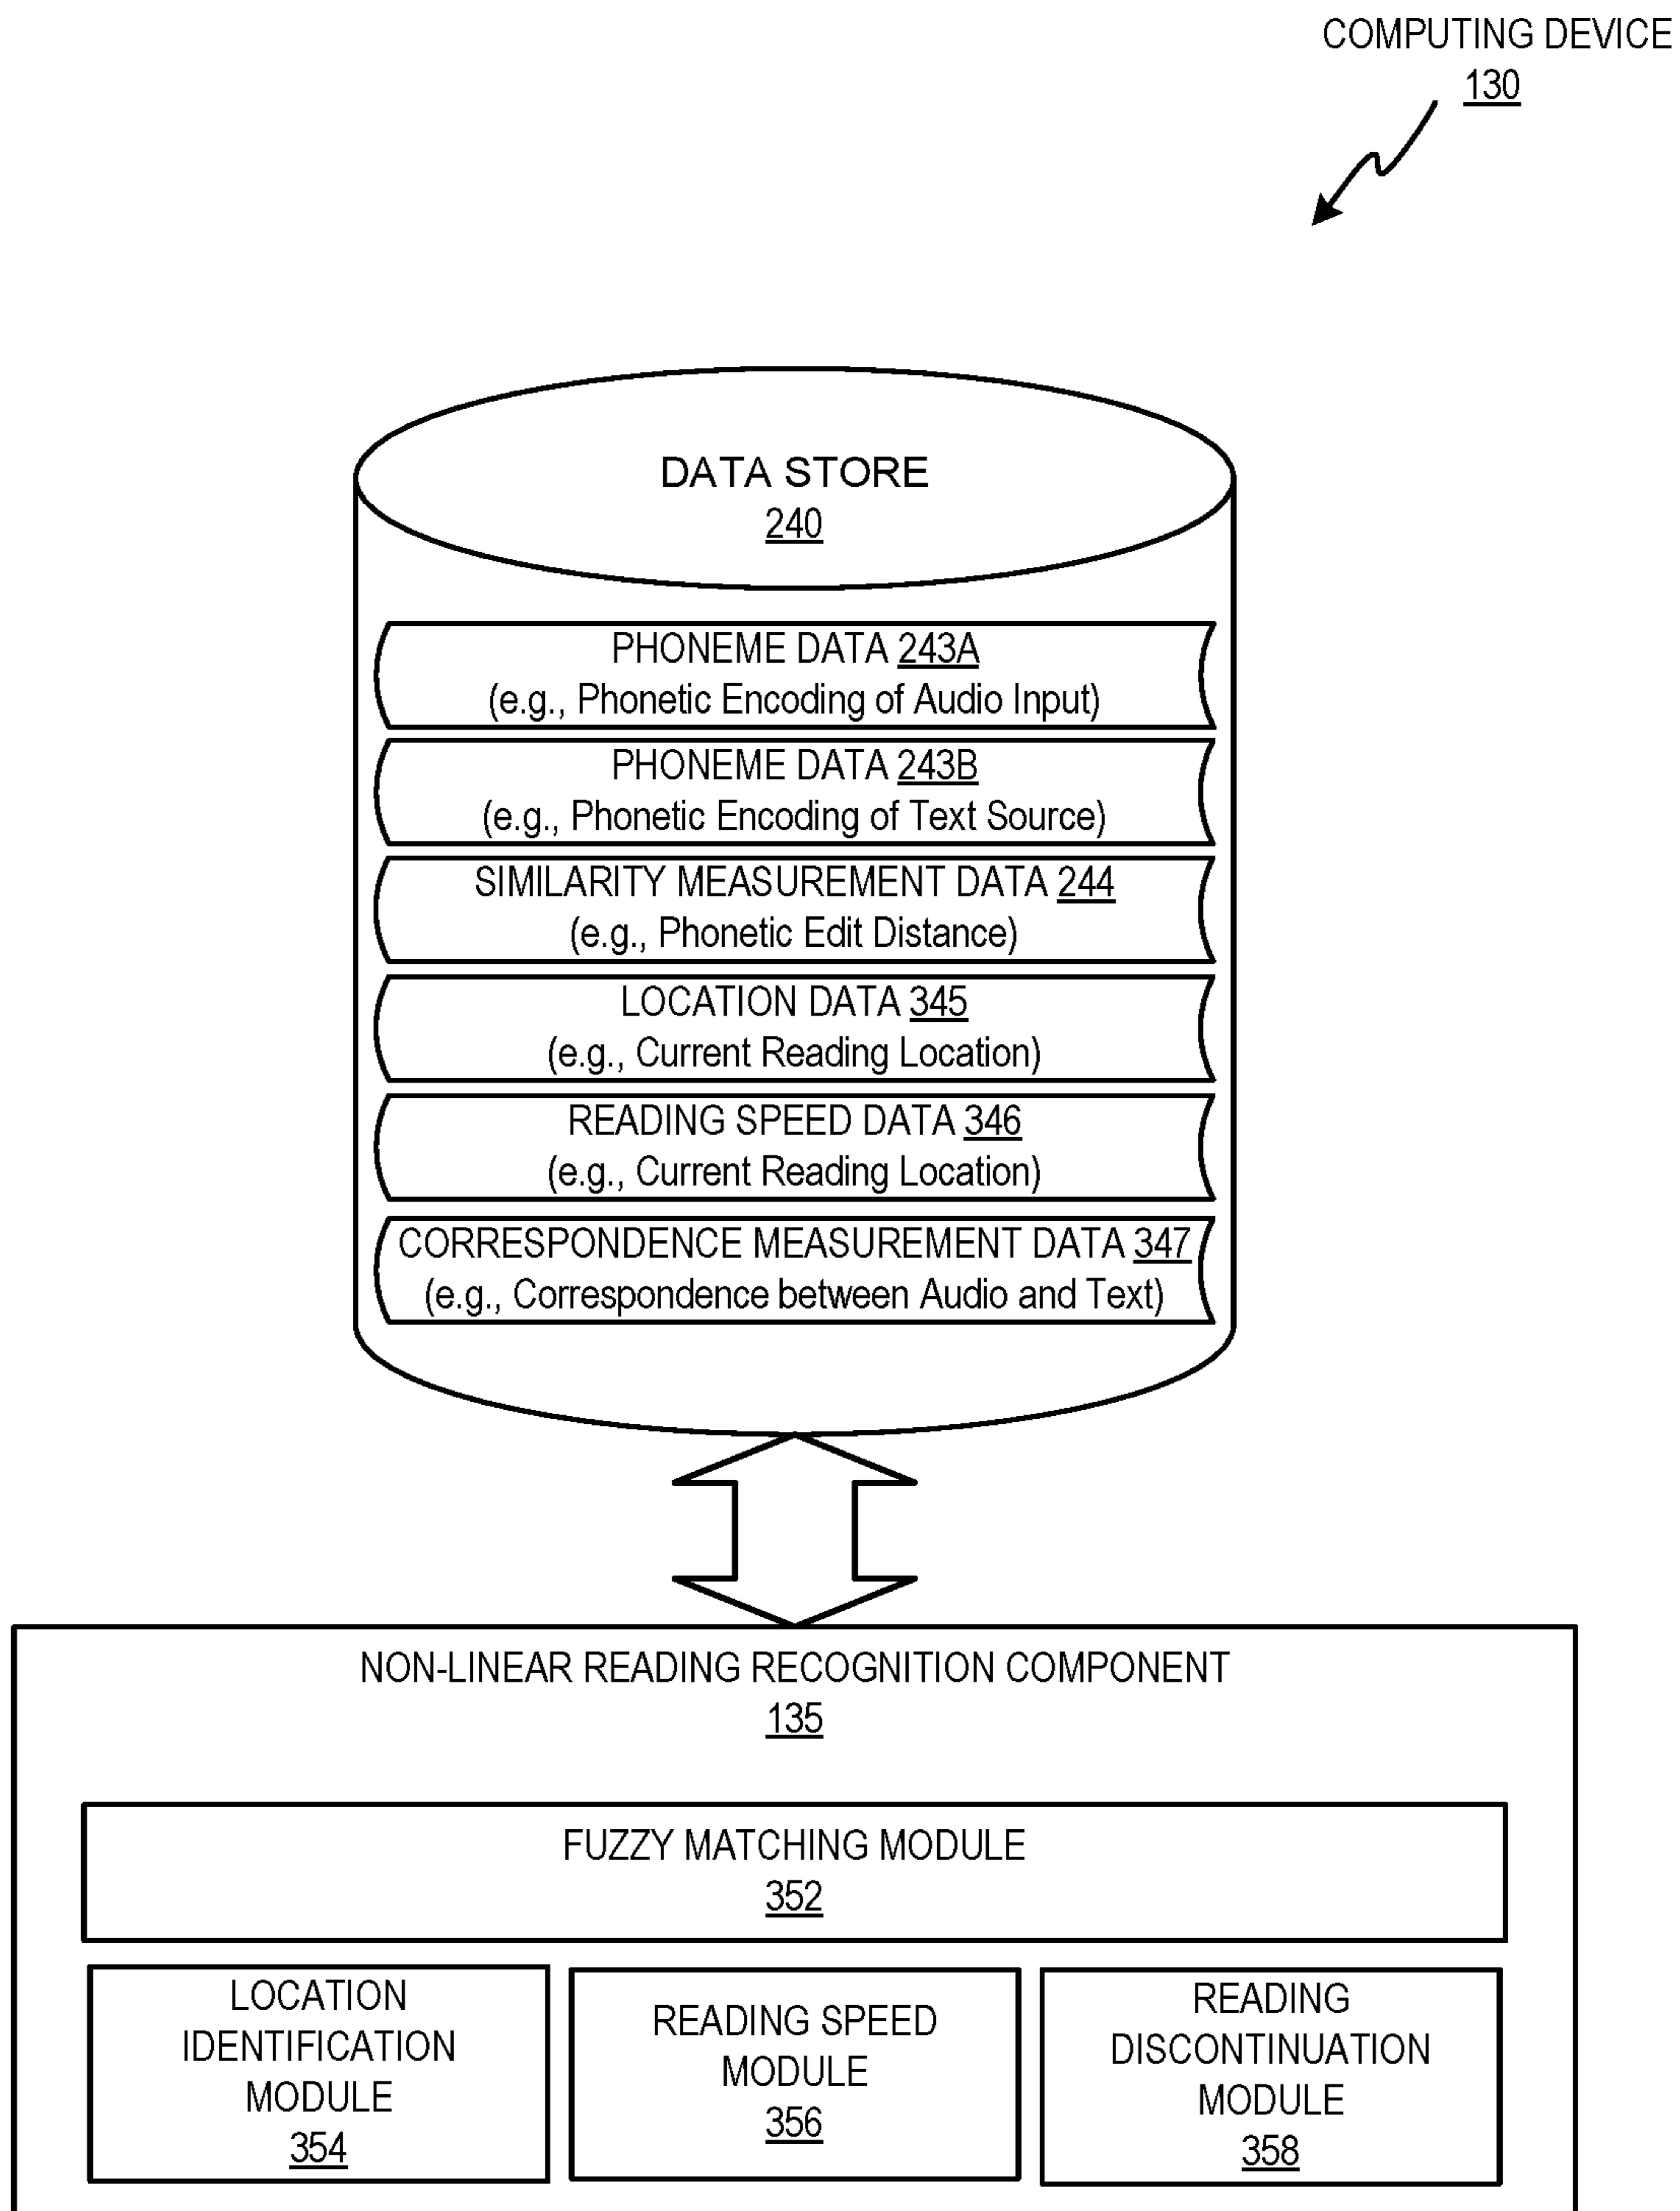 COMPUTING DEVICE
130
DATA STORE
240
PHONEME DATA 243A
(e.g., Phonetic Encoding of Audio Input)
PHONEME DATA 243B
(e.g., Phonetic Encoding of Text Source)
SIMILARITY MEASUREMENT DATA 244
(e.g., Phonetic Edit Distance)
LOCATION DATA 345
(e.g., Current Reading Location)
READING SPEED DATA 346
(e.g., Current Reading Location)
CORRESPONDENCE MEASUREMENT DATA 347
(e.g., Correspondence between Audio and Text)
NON-LINEAR READING RECOGNITION COMPONENT
135
FUZZY MATCHING MODULE
352
LOCATION
IDENTIFICATION
MODULE
354
READING SPEED
MODULE
356
READING
DISCONTINUATION
MODULE
358